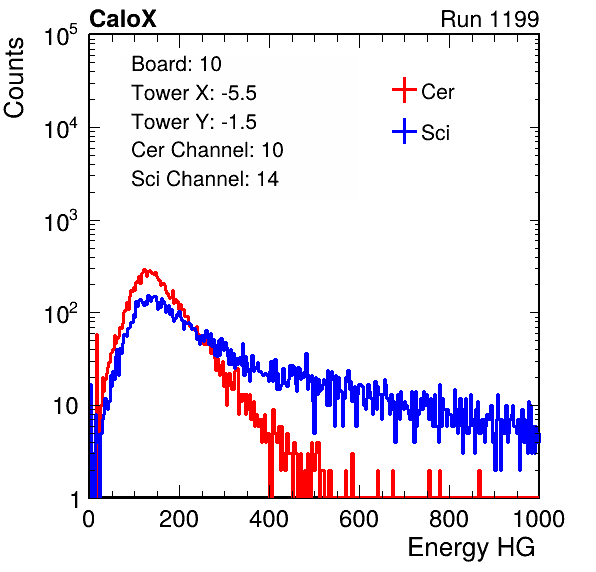 CaloX Run 1199
Counts
10^5
10^4
10^3
10^2
10
1
Board: 10
Tower X: -5.5
Tower Y: -1.5
Cer Channel: 10
Sci Channel: 14
Cer
Sci
0 200 400 600 800 1000
Energy HG